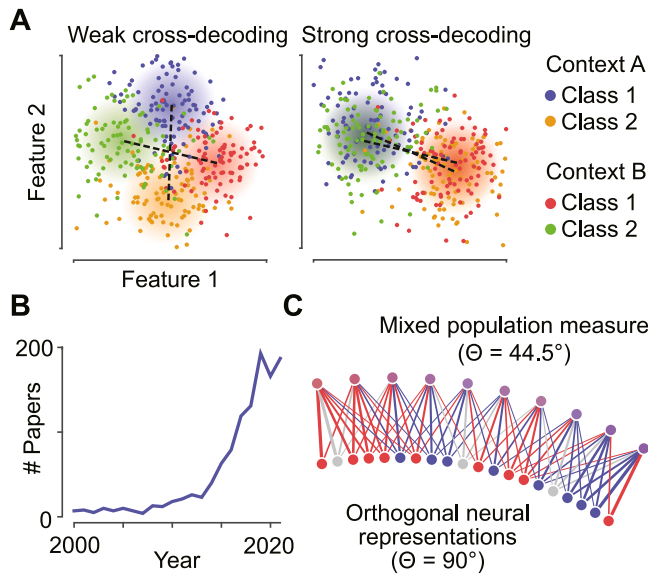 A
Weak cross-decoding
Strong cross-decoding
Feature 2
Feature 1
Context A
Class 1
Class 2
Context B
Class 1
Class 2
B
200
# Papers
0
2000
2020
Year
C
Mixed population measure
(Θ = 44.5°)
Orthogonal neural
representations
(Θ = 90°)